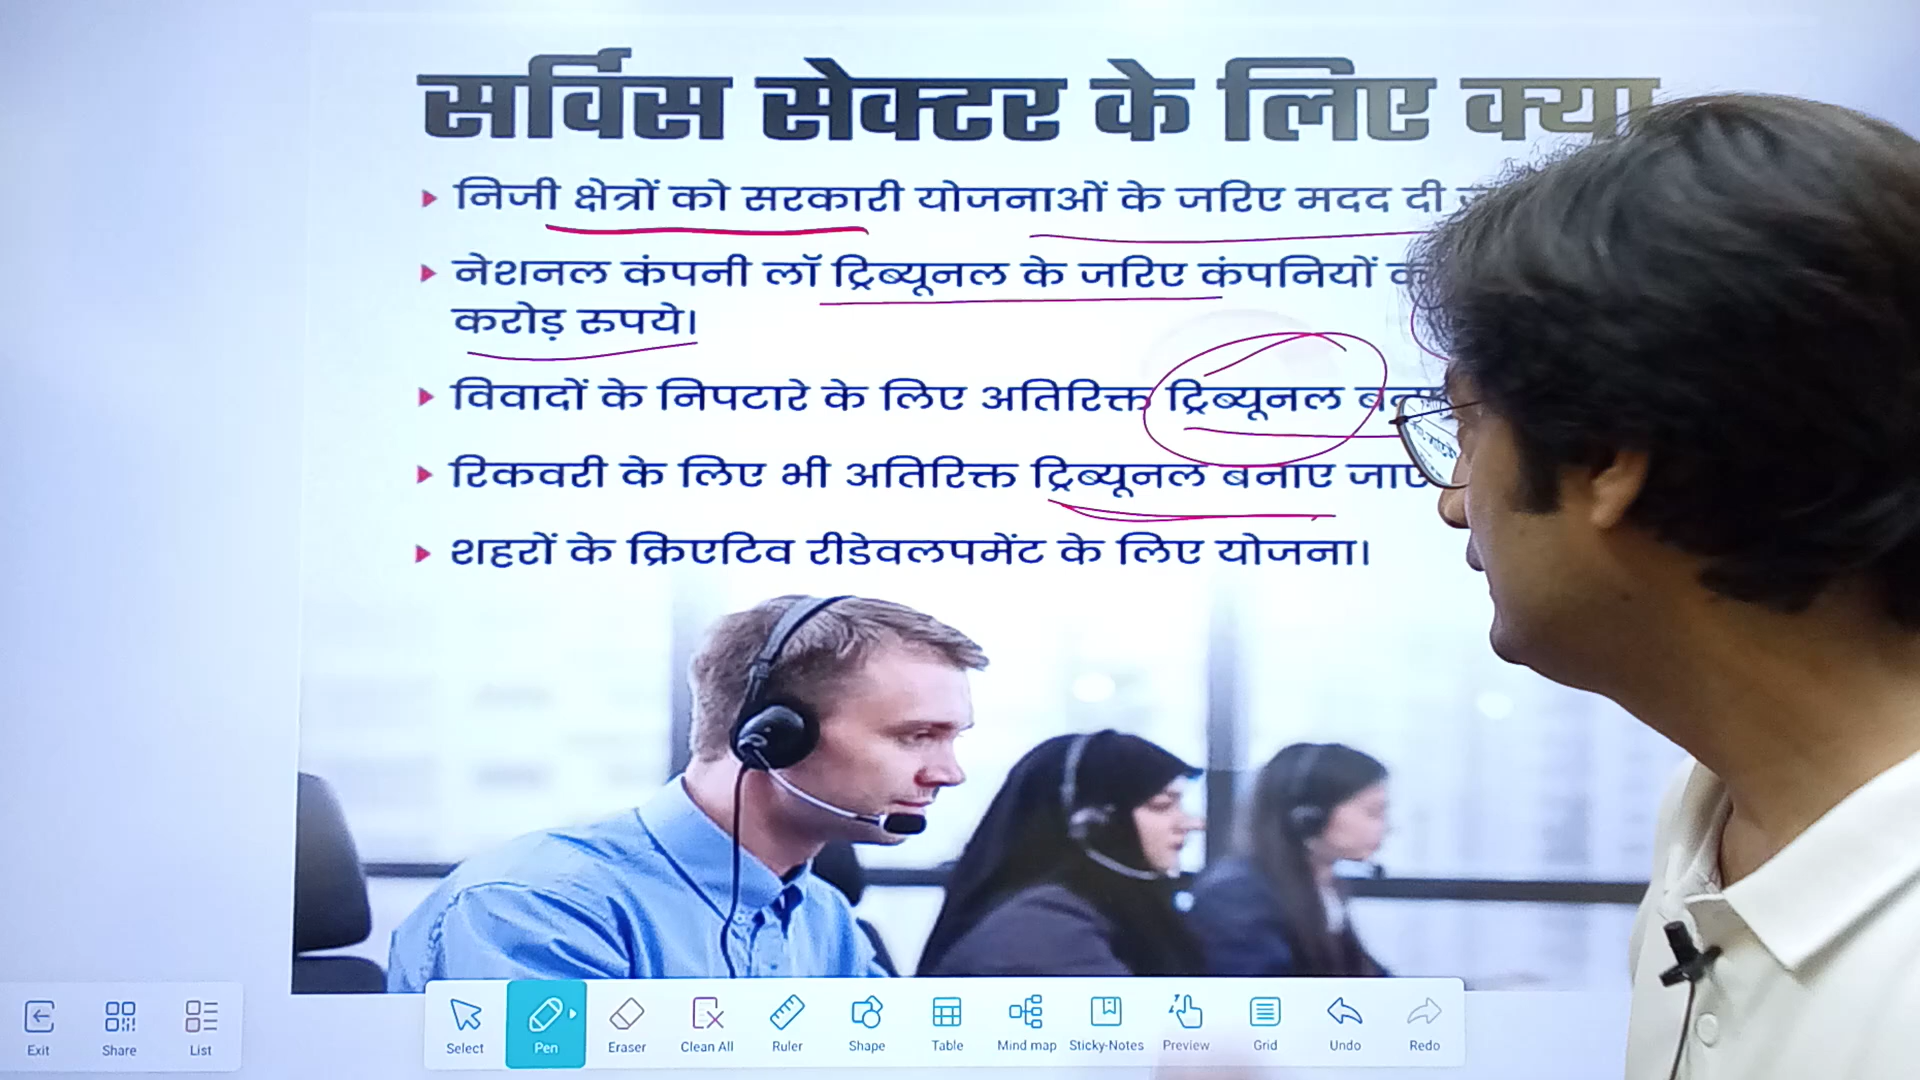 सर्विस सेक्टर के लिए क्या
निजी क्षेत्रों को सरकारी योजनाओं के जरिए मदद दी
नेशनल कंपनी लॉ ट्रिब्यूनल के जरिए कंपनियों
करोड़ रुपये।
विवादों के निपटारे के लिए अतिरिक्त ट्रिब्यूनल
रिकवरी के लिए भी अतिरिक्त ट्रिब्यूनल बनाए
शहरों के क्रिएटिव रीडेवलपमेंट के लिए योजना।
Exit Share List Select Pen Eraser Clean All Ruler Shape Table Mind map Sticky-Notes Preview Grid Undo Redo